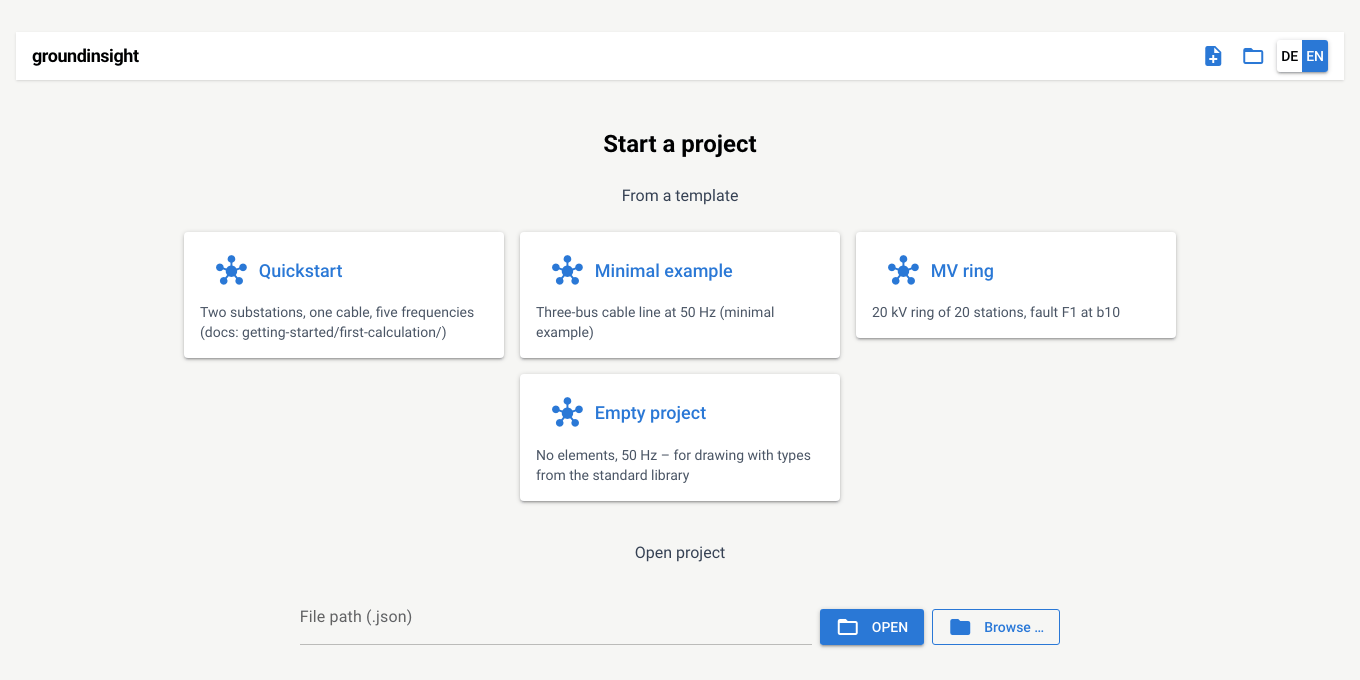 groundinsight
DE EN
Start a project
From a template
Quickstart
Two substations, one cable, five frequencies
(docs: getting-started/first-calculation/)
Minimal example
Three-bus cable line at 50 Hz (minimal
example)
MV ring
20 kV ring of 20 stations, fault F1 at b10
Empty project
No elements, 50 Hz – for drawing with types
from the standard library
Open project
File path (.json)
OPEN
Browse ...